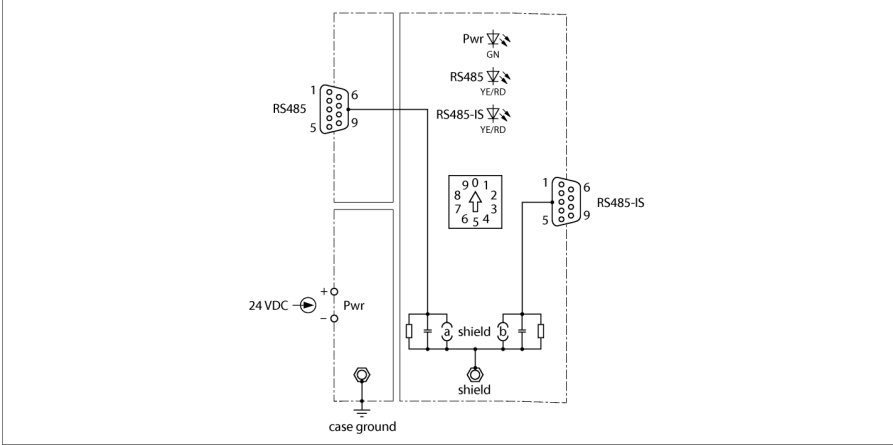 Pwr
GN
RS485
YE/RD
RS485-IS
YE/RD
RS485
1
6
5
9
9 0 1
8 2
7 3
6 5 4
1
6
5
9
RS485-IS
24 VDC
+
–
Pwr
a shield b
shield
case ground